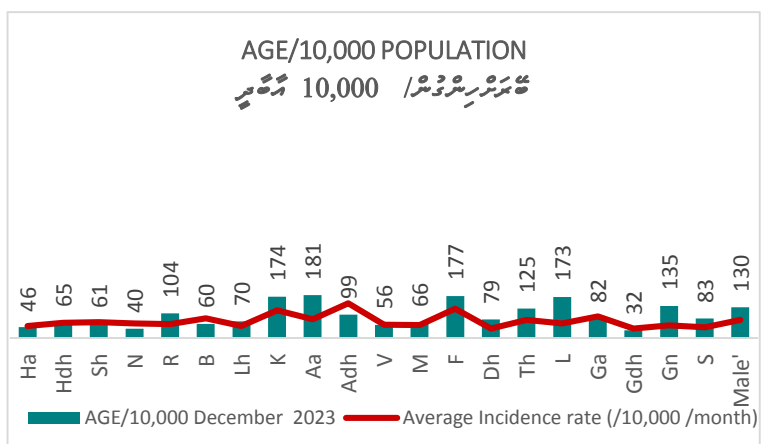 AGE/10,000 POPULATION
ބޭރަށްހިންގުން/ 10,000 އާބާދީ
46 65 61 40 104 60 70 174 181 99 56 66 177 79 125 173 82 32 135 83 130
Ha Hdh Sh N R B Lh K Aa Adh V M F Dh Th L Ga Gdh Gn S Male'
AGE/10,000 December 2023 Average Incidence rate (/10,000 /month)